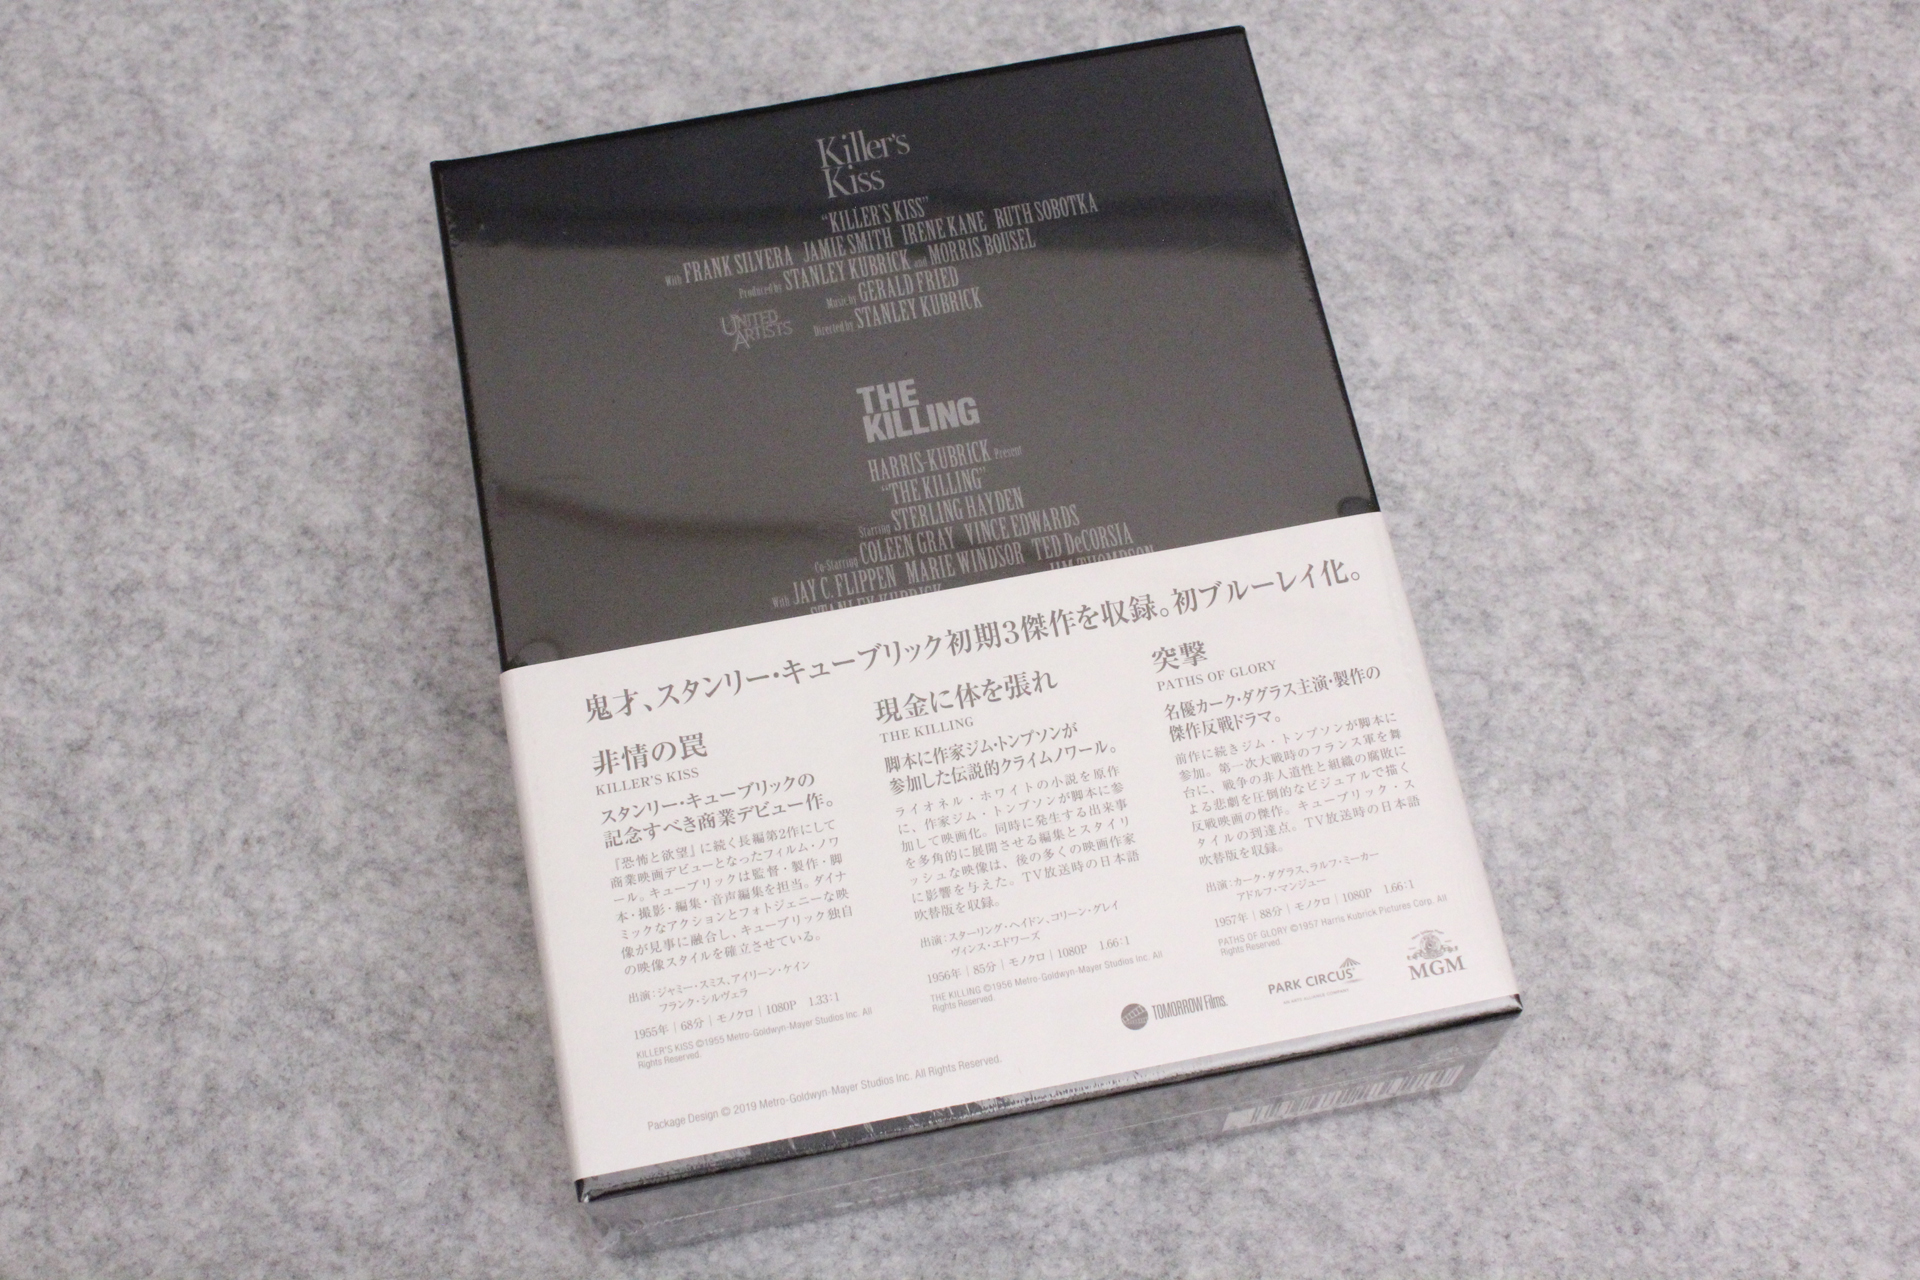 Killer's
Kiss
“KILLER'S KISS”
With FRANK SILVERA JAMIE SMITH IRENE KANE RUTH SOBOTKA
Produced by STANLEY KUBRICK and MORRIS BOUSEL
Music by GERALD FRIED
Directed by STANLEY KUBRICK
UNITED
ARTISTS
THE
KILLING
HARRIS-KUBRICK Present
“THE KILLING”
Starring STERLING HAYDEN
Co-Starring COLEEN GRAY VINCE EDWARDS
With JAY C. FLIPPEN MARIE WINDSOR TED DeCORSIA
STANLEY KUBRICK JIM THOMPSON
鬼才、スタンリー・キューブリック初期3傑作を収録。初ブルーレイ化。
非情の罠
KILLER'S KISS
スタンリー・キューブリックの
記念すべき商業デビュー作。
『恐怖と欲望』に続く長編第2作にして
商業映画デビューとなったフィルム・ノワ
ール。キューブリックは監督・製作・脚
本・撮影・編集・音声編集を担当。ダイナ
ミックなアクションとフォトジェニーな映
像が見事に融合し、キューブリック独自
の映像スタイルを確立させている。
出演：ジャミー・スミス、アイリーン・ケイン
フランク・シルヴェラ
1955年｜68分｜モノクロ｜1080P 1.33：1
KILLER'S KISS ©1955 Metro-Goldwyn-Mayer Studios Inc. All
Rights Reserved.
現金に体を張れ
THE KILLING
脚本に作家ジム・トンプソンが
参加した伝説的クライムノワール。
ライオネル・ホワイトの小説を原作
に、作家ジム・トンプソンが脚本に参
加して映画化。同時に発生する出来事
を多角的に展開させる編集とスタイリ
ッシュな映像は、後の多くの映画作家
に影響を与えた。TV放送時の日本語
吹替版を収録。
出演：スターリング・ヘイドン、コリーン・グレイ
ヴィンス・エドワーズ
1956年｜85分｜モノクロ｜1080P 1.66：1
THE KILLING ©1956 Metro-Goldwyn-Mayer Studios Inc. All
Rights Reserved.
突撃
PATHS OF GLORY
名優カーク・ダグラス主演・製作の
傑作反戦ドラマ。
前作に続きジム・トンプソンが脚本に
参加。第一次大戦時のフランス軍を舞
台に、戦争の非人道性と組織の腐敗に
よる悲劇を圧倒的なビジュアルで描く
反戦映画の傑作。キューブリック・ス
タイルの到達点。TV放送時の日本語
吹替版を収録。
出演：カーク・ダグラス、ラルフ・ミーカー
アドルフ・マンジュー
1957年｜88分｜モノクロ｜1080P 1.66：1
PATHS OF GLORY ©1957 Harris Kubrick Pictures Corp. All
Rights Reserved.
TOMORROW Films.
PARK CIRCUS
MGM
Package Design © 2019 Metro-Goldwyn-Mayer Studios Inc. All Rights Reserved.